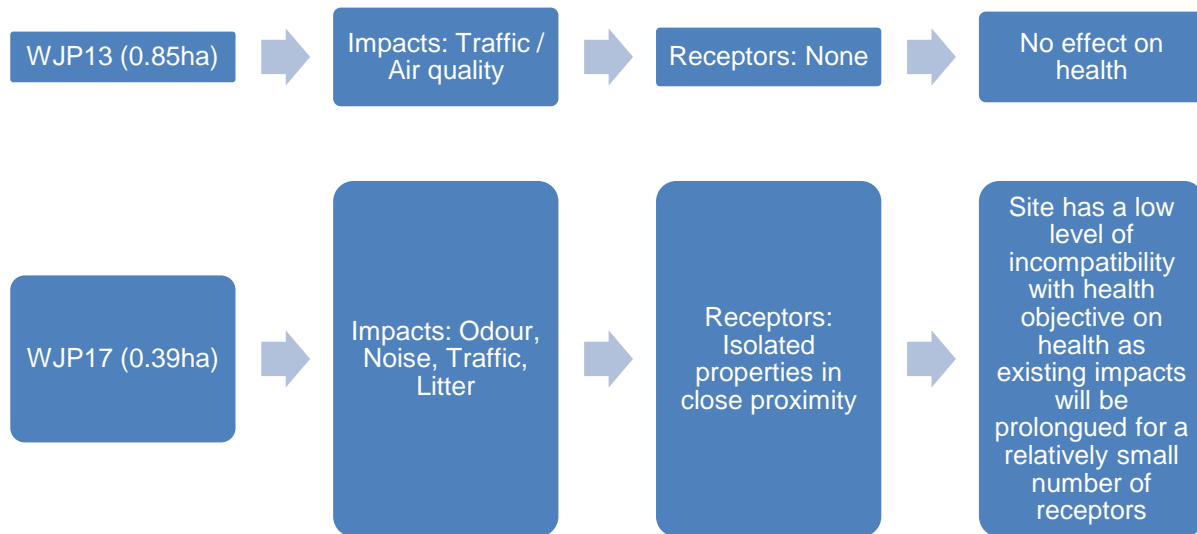 WJP13 (0.85ha)
Impacts: Traffic /
Air quality
Receptors: None
No effect on
health
WJP17 (0.39ha)
Impacts: Odour,
Noise, Traffic,
Litter
Receptors:
Isolated
properties in
close proximity
Site has a low
level of
incompatibility
with health
objective on
health as
existing impacts
will be
prolongued for a
relatively small
number of
receptors